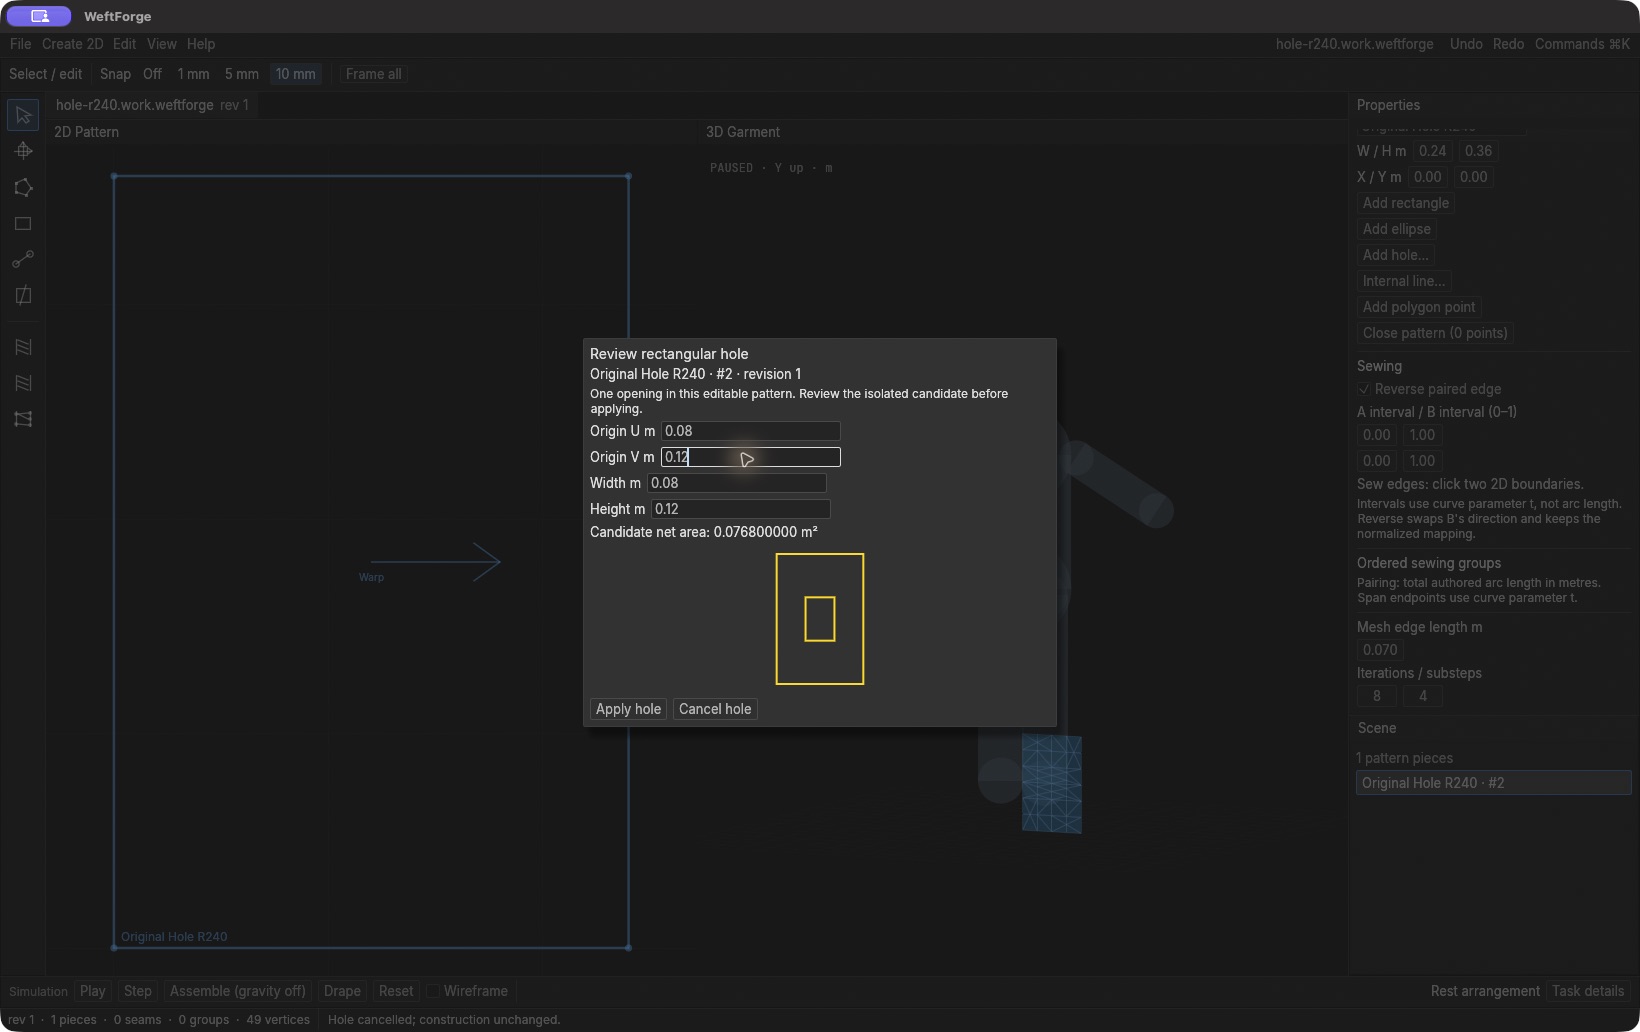 WeftForge
File Create 2D Edit View Help
hole-r240.work.weftforge Undo Redo Commands ⌘K
Select / edit Snap Off 1 mm 5 mm 10 mm Frame all
hole-r240.work.weftforge rev 1
2D Pattern
3D Garment
PAUSED · Y up · m
Warp
Original Hole R240
Review rectangular hole
Original Hole R240 · #2 · revision 1
One opening in this editable pattern. Review the isolated candidate before
applying.
Origin U m 0.08
Origin V m 0.12
Width m 0.08
Height m 0.12
Candidate net area: 0.076800000 m²
Apply hole Cancel hole
Properties
W / H m 0.24 0.36
X / Y m 0.00 0.00
Add rectangle
Add ellipse
Add hole...
Internal line...
Add polygon point
Close pattern (0 points)
Sewing
Reverse paired edge
A interval / B interval (0–1)
0.00 1.00
0.00 1.00
Sew edges: click two 2D boundaries.
Intervals use curve parameter t, not arc length.
Reverse swaps B's direction and keeps the
normalized mapping.
Ordered sewing groups
Pairing: total authored arc length in metres.
Span endpoints use curve parameter t.
Mesh edge length m
0.070
Iterations / substeps
8 4
Scene
1 pattern pieces
Original Hole R240 · #2
Simulation Play Step Assemble (gravity off) Drape Reset Wireframe
Rest arrangement Task details
rev 1 · 1 pieces · 0 seams · 0 groups · 49 vertices Hole cancelled; construction unchanged.